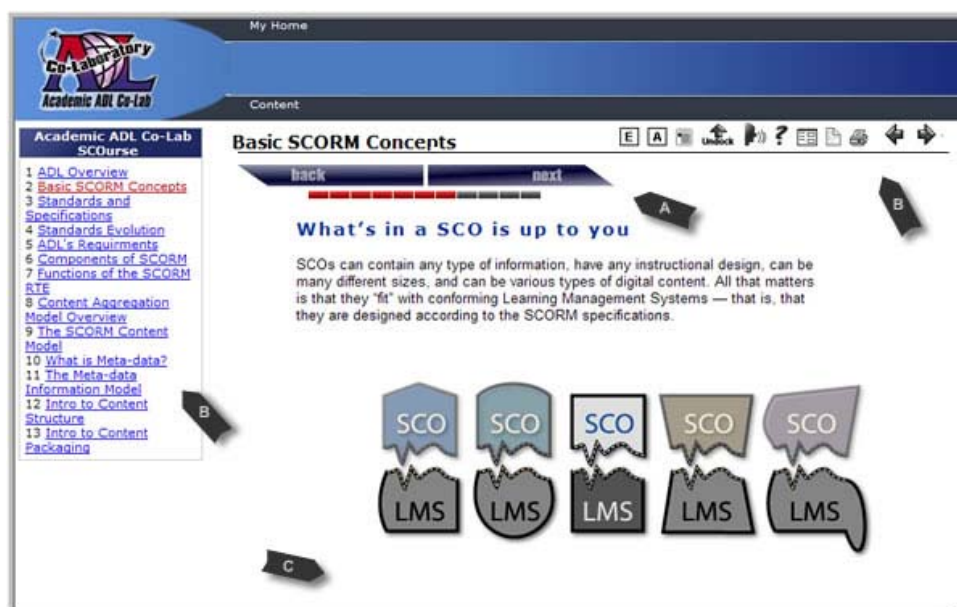 My Home
Co-Laboratory
ADL
Academic ADL Co-Lab
Content
Academic ADL Co-Lab
SCOurse
1 ADL Overview
2 Basic SCORM Concepts
3 Standards and
Specifications
4 Standards Evolution
5 ADL's Requirments
6 Components of SCORM
7 Functions of the SCORM
RTE
8 Content Aggregation
Model Overview
9 The SCORM Content
Model
10 What is Meta-data?
11 The Meta-data
Information Model
12 Intro to Content
Structure
13 Intro to Content
Packaging
Basic SCORM Concepts
E A Undock ?
back next
A
B
What's in a SCO is up to you
SCOs can contain any type of information, have any instructional design, can be
many different sizes, and can be various types of digital content. All that matters
is that they "fit" with conforming Learning Management Systems — that is, that
they are designed according to the SCORM specifications.
B
SCO SCO SCO SCO SCO
LMS LMS LMS LMS LMS
C